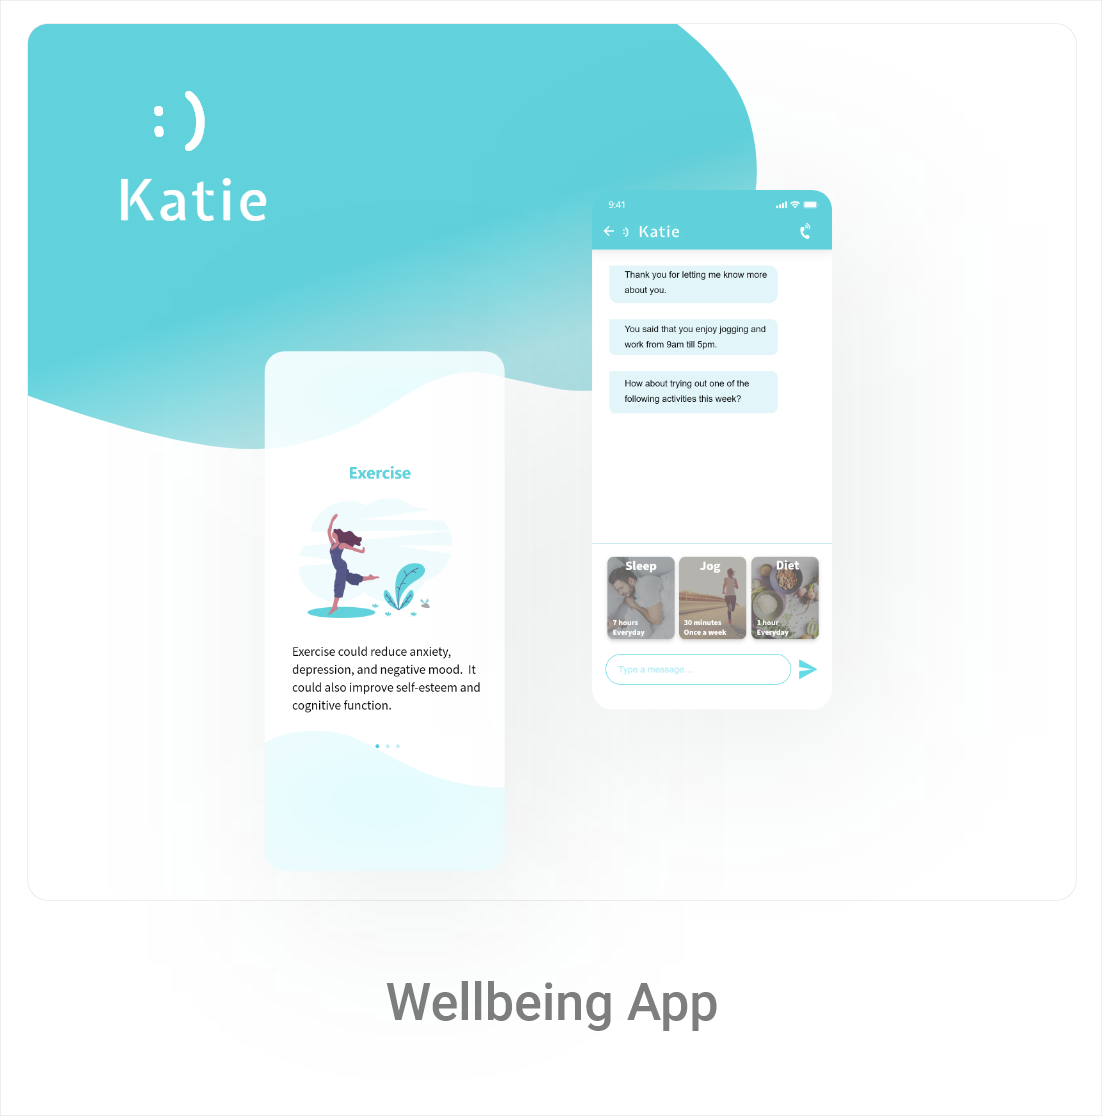 :)
Katie
9:41
:) Katie
Thank you for letting me know more
about you.
You said that you enjoy jogging and
work from 9am till 5pm.
How about trying out one of the
following activities this week?
Sleep
7 hours
Everyday
Jog
30 minutes
Once a week
Diet
1 hour
Everyday
Type a message...
Exercise
Exercise could reduce anxiety,
depression, and negative mood. It
could also improve self-esteem and
cognitive function.
Wellbeing App